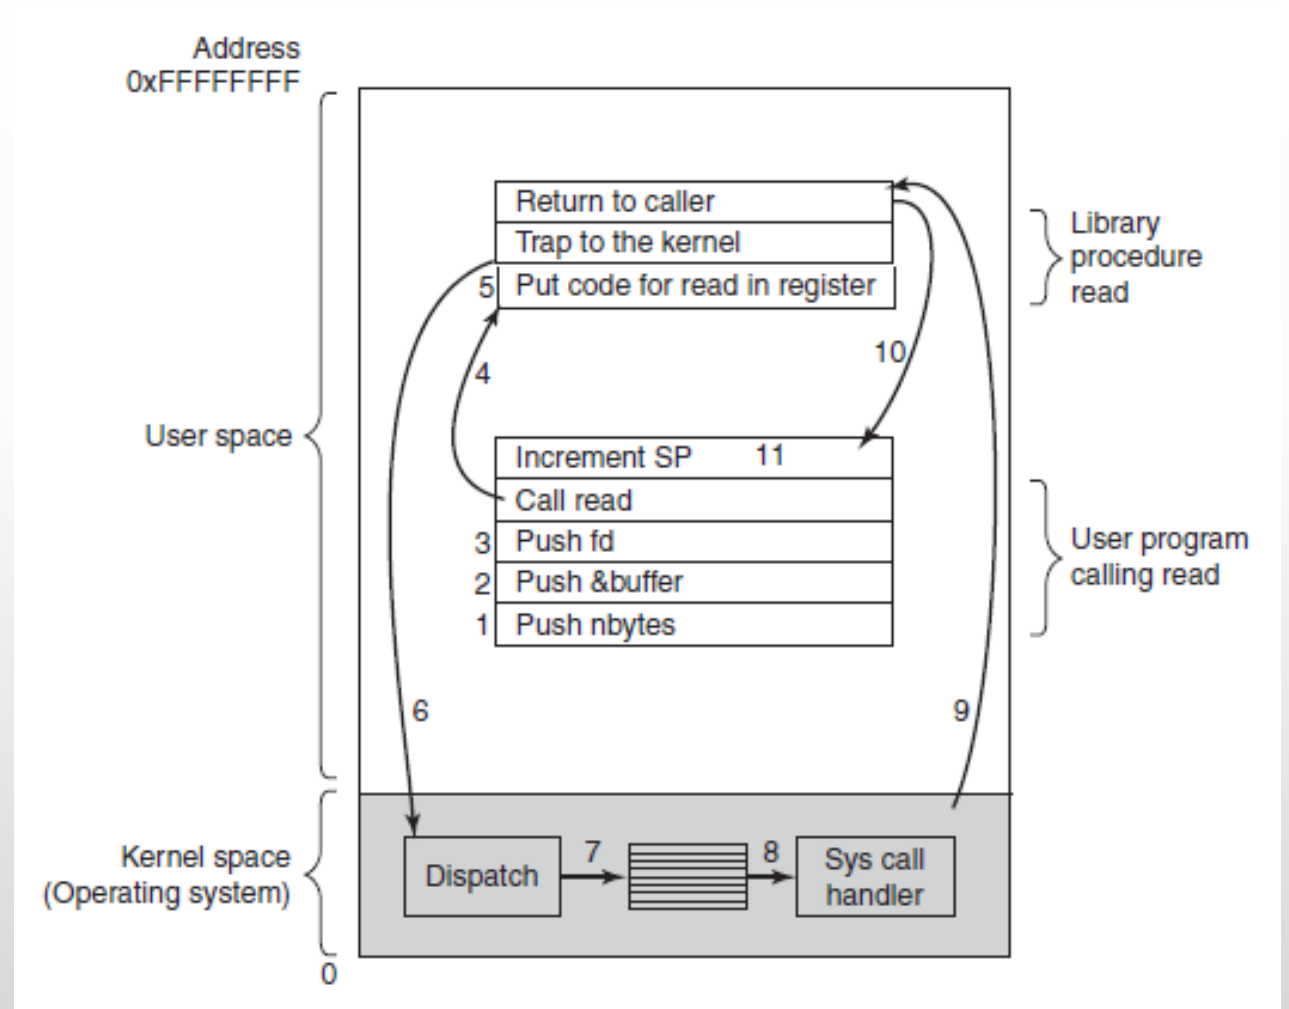 Address
0xFFFFFFFF
Return to caller
Trap to the kernel
5 Put code for read in register
Library
procedure
read
4
10
User space
Increment SP 11
Call read
3 Push fd
2 Push &buffer
1 Push nbytes
User program
calling read
6
9
Kernel space
(Operating system)
Dispatch
7
8
Sys call
handler
0